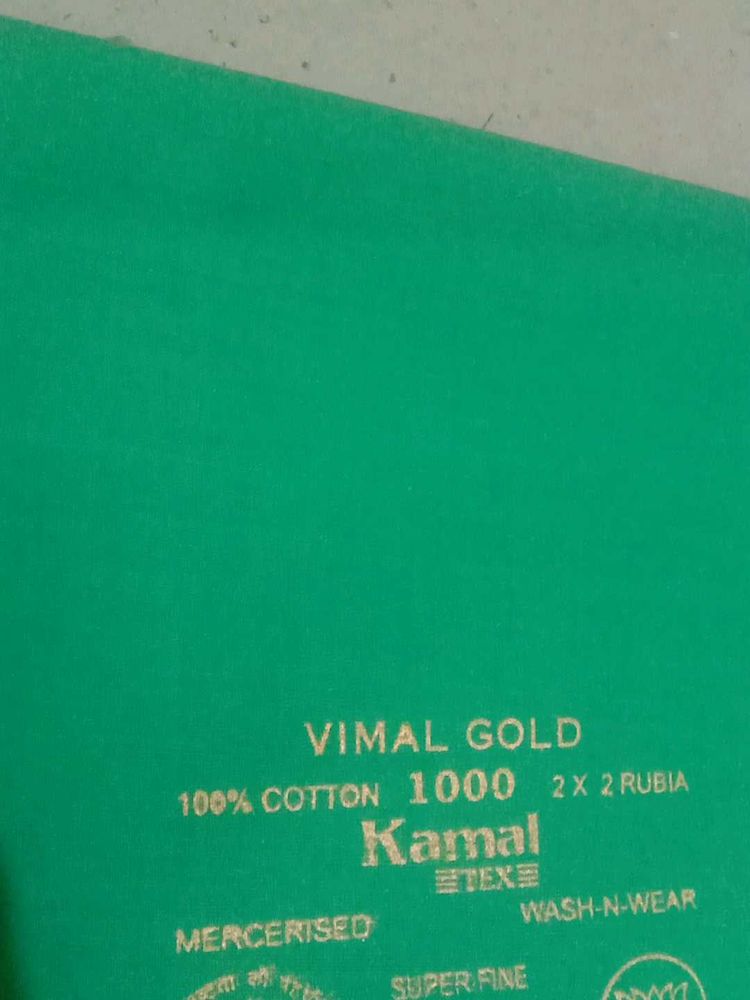 VIMAL GOLD
100% COTTON 1000 2 X 2 RUBIA
Kamal
TEX
WASH-N-WEAR
MERCERISED
SUPER FINE